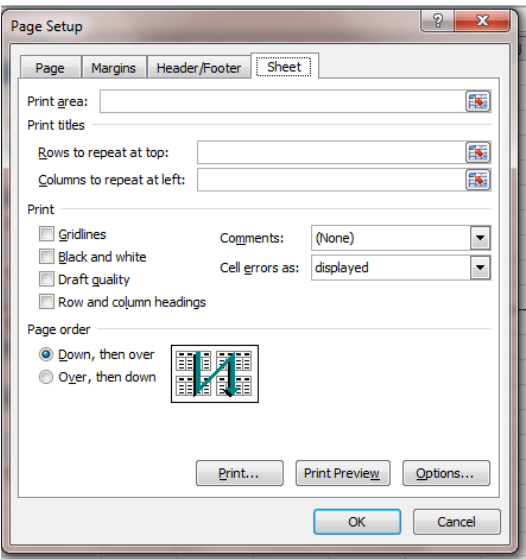 Page Setup
Page Margins Header/Footer Sheet
Print area:
Print titles
Rows to repeat at top:
Columns to repeat at left:
Print
Gridlines
Black and white
Draft quality
Row and column headings
Comments: (None)
Cell errors as: displayed
Page order
Down, then over
Over, then down
Print... Print Preview Options...
OK Cancel